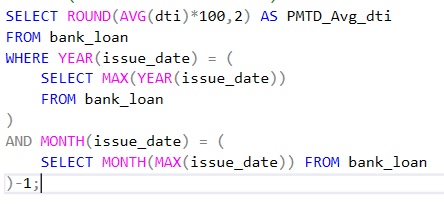 SELECT ROUND(AVG(dti)*100,2) AS PMTD_Avg_dti
FROM bank_loan
WHERE YEAR(issue_date) = (
    SELECT MAX(YEAR(issue_date))
    FROM bank_loan
)
AND MONTH(issue_date) = (
    SELECT MONTH(MAX(issue_date)) FROM bank_loan
)-1;